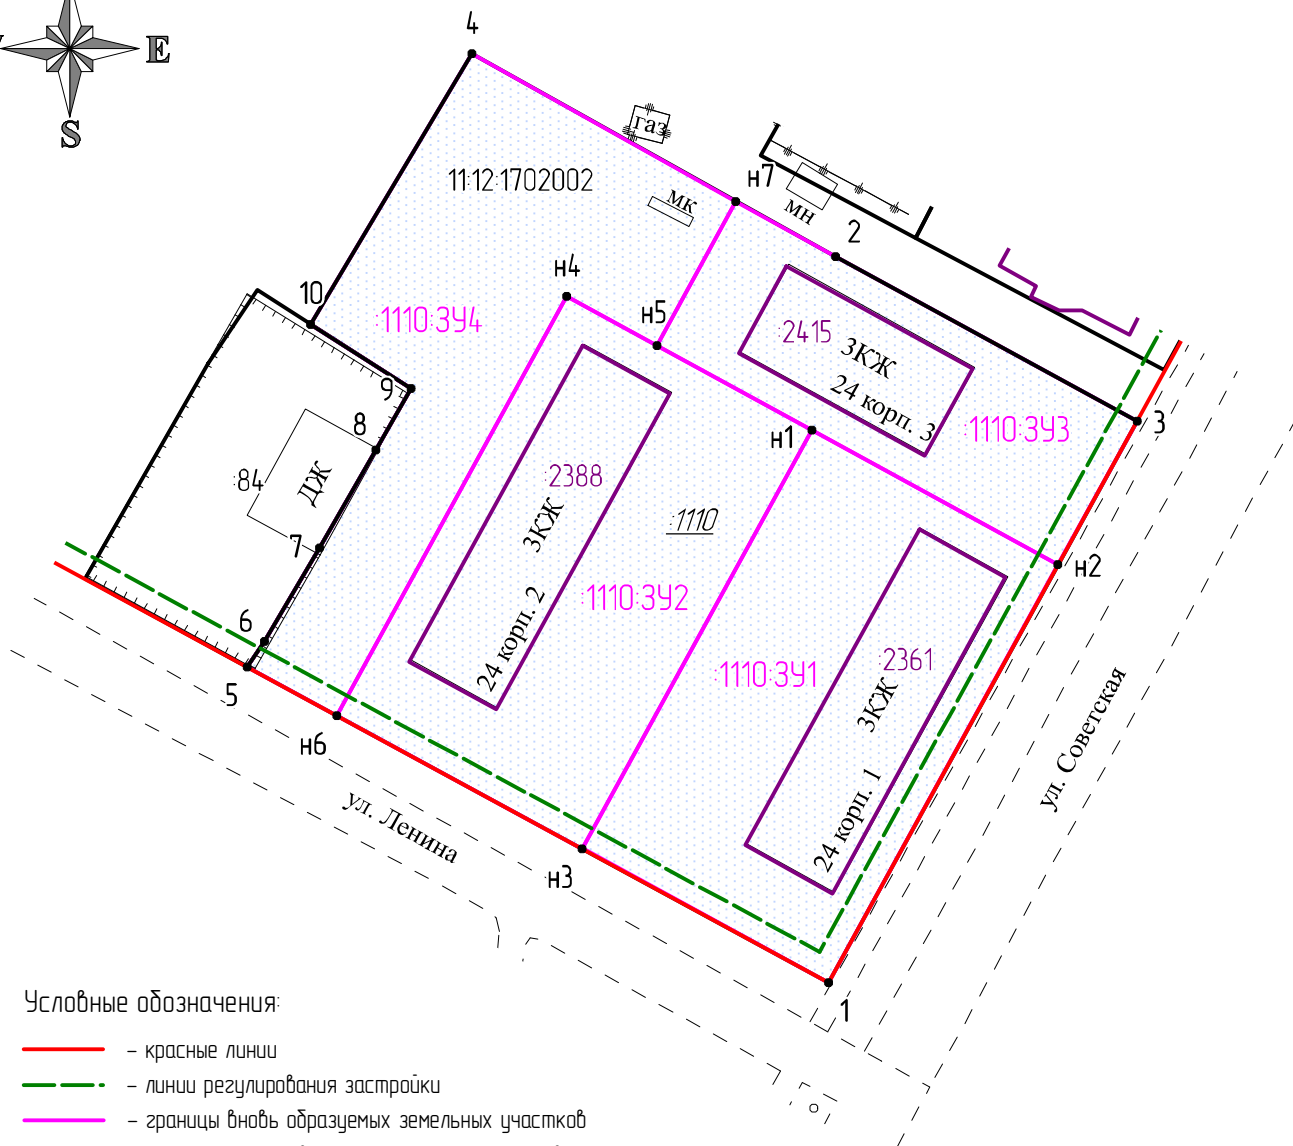 4
E
S
газ
н7
11:12:1702002
мк
мн
2
н4
10
:1110:ЗУ4
н5
:2415
3КЖ
24 корп. 3
9
8
н1
:1110:ЗУ3
3
:84
ДЖ
:2388
3КЖ
24 корп. 2
:1110
7
н2
:1110:ЗУ2
6
5
:1110:ЗУ1
:2361
3КЖ
24 корп. 1
ул. Советская
н6
ул. Ленина
н3
1
Условные обозначения:
– красные линии
– линии регулирования застройки
– границы вновь образуемых земельных участков